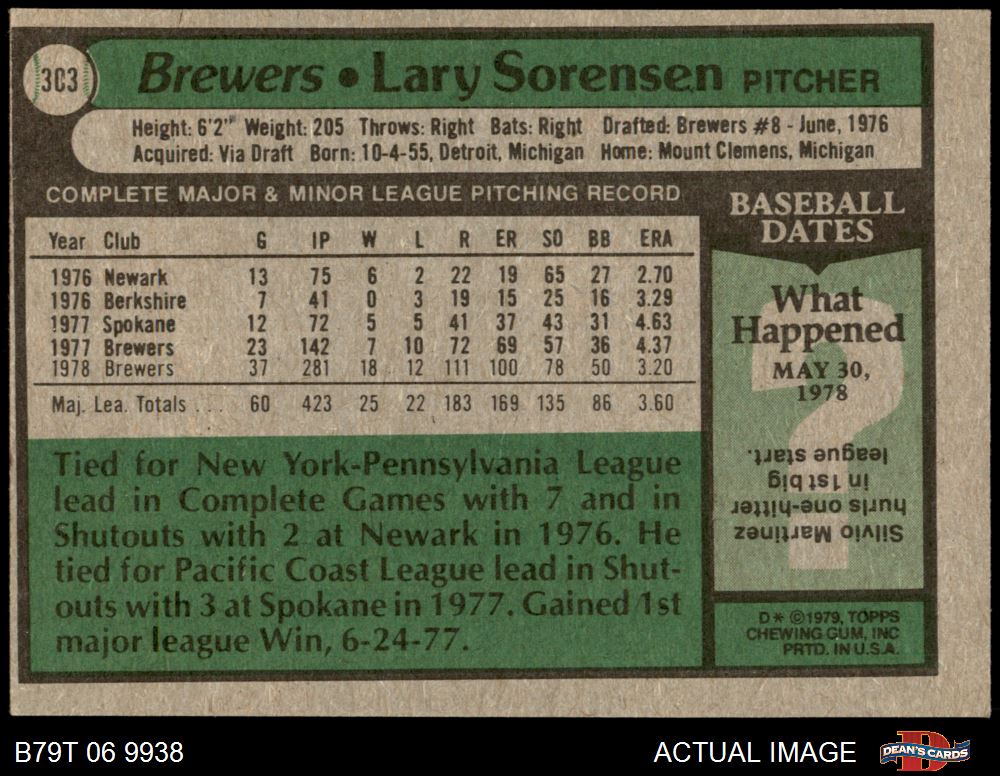 303
Brewers • Lary Sorensen PITCHER
Height: 6'2" Weight: 205 Throws: Right Bats: Right Drafted: Brewers #8 - June, 1976
Acquired: Via Draft Born: 10-4-55, Detroit, Michigan Home: Mount Clemens, Michigan
COMPLETE MAJOR & MINOR LEAGUE PITCHING RECORD
Year Club G IP W L R ER SO BB ERA
1976 Newark 13 75 6 2 22 19 65 27 2.70
1976 Berkshire 7 41 0 3 19 15 25 16 3.29
1977 Spokane 12 72 5 5 41 37 43 31 4.63
1977 Brewers 23 142 7 10 72 69 57 36 4.37
1978 Brewers 37 281 18 12 111 100 78 50 3.20
Maj. Lea. Totals ... 60 423 25 22 183 169 135 86 3.60
Tied for New York-Pennsylvania League
lead in Complete Games with 7 and in
Shutouts with 2 at Newark in 1976. He
tied for Pacific Coast League lead in Shut-
outs with 3 at Spokane in 1977. Gained 1st
major league Win, 6-24-77.
BASEBALL
DATES
What
Happened
MAY 30,
1978
?
Silvio Martinez
hurls one-hitter
in 1st big
league start.
D* ©1979, TOPPS
CHEWING GUM, INC
PRTD. IN U.S.A.
B79T 06 9938
ACTUAL IMAGE
D
DEAN'S CARDS